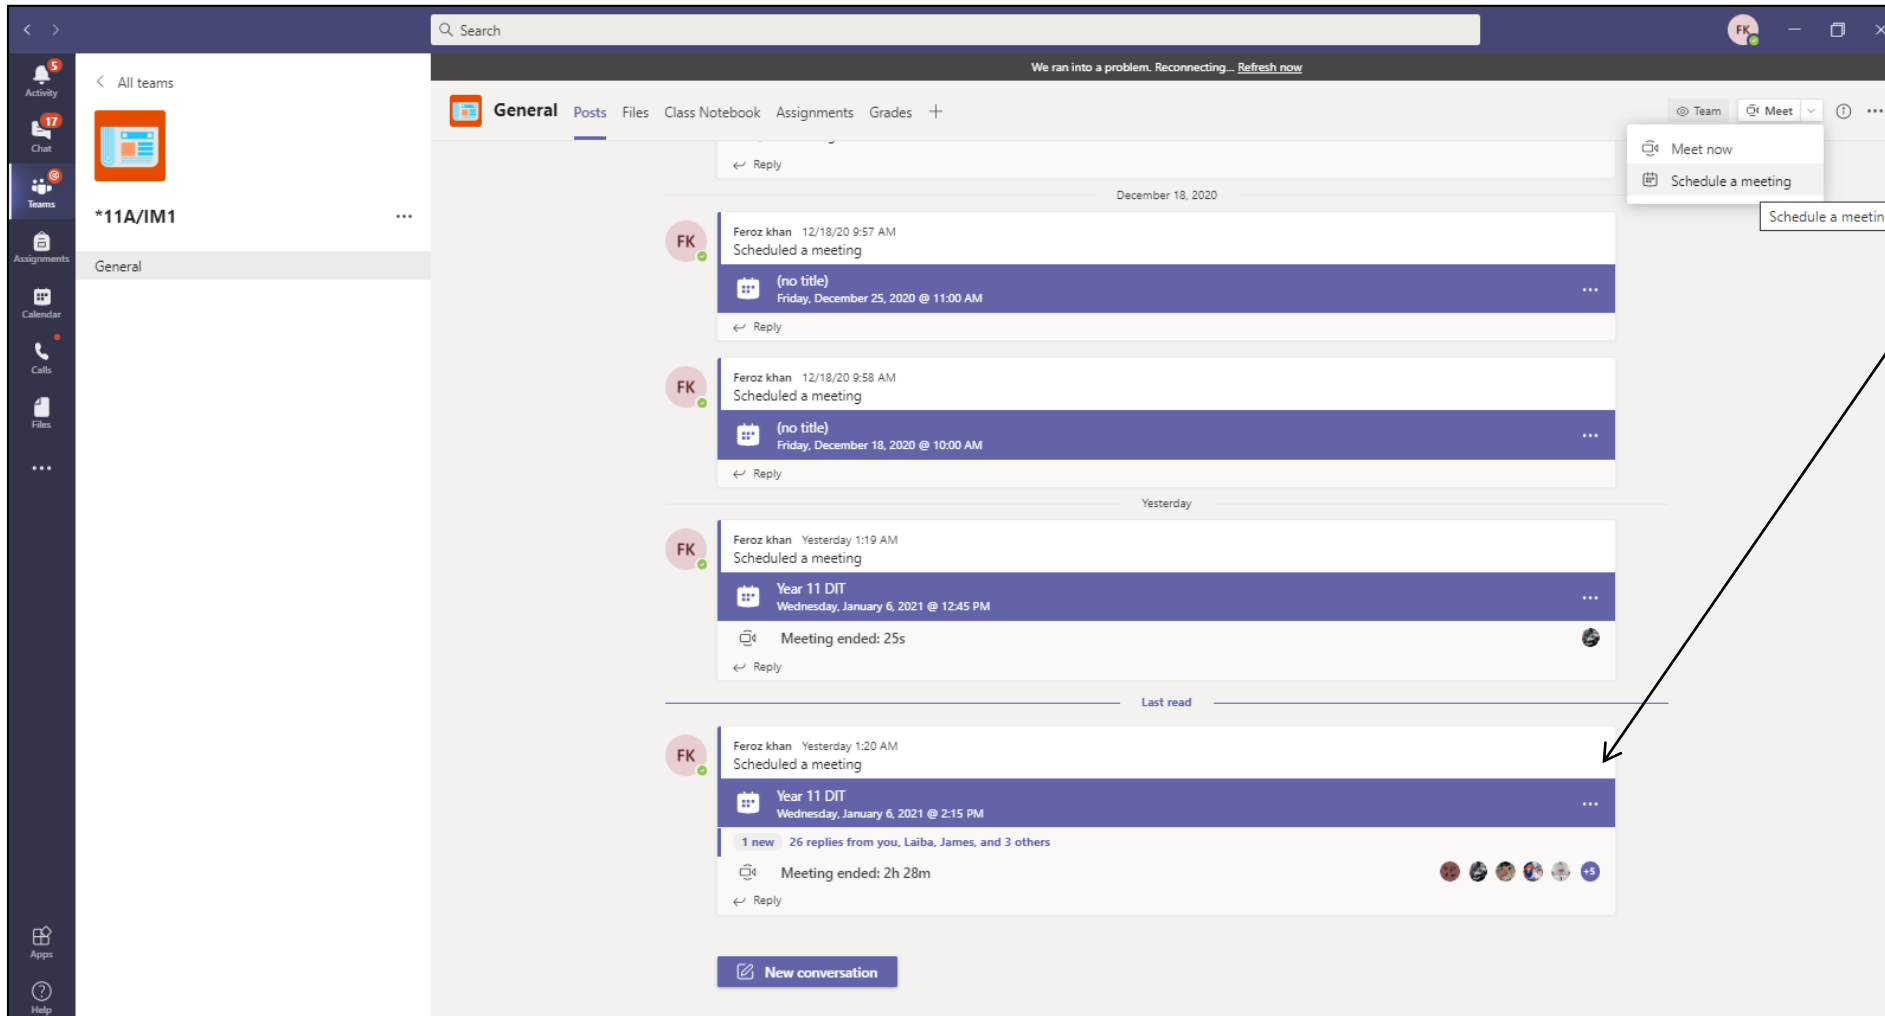 Search
FK
We ran into a problem. Reconnecting... Refresh now
5
Activity
17
Chat
Teams
Assignments
Calendar
Calls
Files
Apps
Help
All teams
*11A/IM1
General
General Posts Files Class Notebook Assignments Grades
Team Meet
Meet now
Schedule a meeting
Schedule a meetin
Reply
December 18, 2020
FK
Feroz khan 12/18/20 9:57 AM
Scheduled a meeting
(no title)
Friday, December 25, 2020 @ 11:00 AM
Reply
FK
Feroz khan 12/18/20 9:58 AM
Scheduled a meeting
(no title)
Friday, December 18, 2020 @ 10:00 AM
Reply
Yesterday
FK
Feroz khan Yesterday 1:19 AM
Scheduled a meeting
Year 11 DIT
Wednesday, January 6, 2021 @ 12:45 PM
Meeting ended: 25s
Reply
Last read
FK
Feroz khan Yesterday 1:20 AM
Scheduled a meeting
Year 11 DIT
Wednesday, January 6, 2021 @ 2:15 PM
1 new 26 replies from you, Laiba, James, and 3 others
Meeting ended: 2h 28m
+5
Reply
New conversation